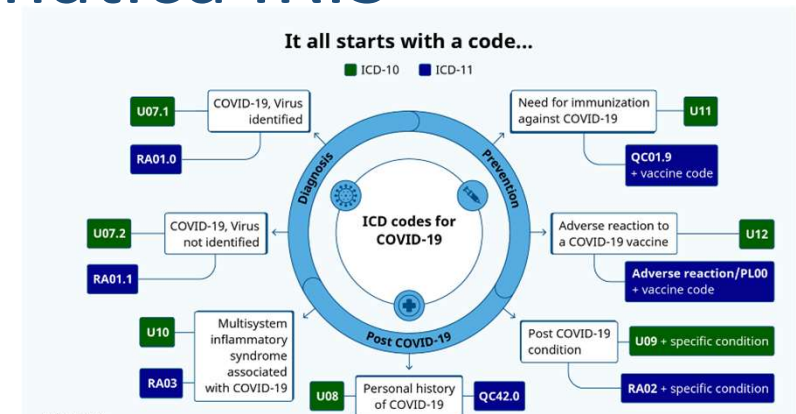 It all starts with a code...
ICD-10 ICD-11
U07.1
COVID-19, Virus
identified
RA01.0
Need for immunization
against COVID-19
U11
QC01.9
+ vaccine code
Diagnosis
Prevention
ICD codes for
COVID-19
U07.2
COVID-19, Virus
not identified
RA01.1
Adverse reaction to
a COVID-19 vaccine
U12
Adverse reaction/PL00
+ vaccine code
Post COVID-19
U10
Multisystem
inflammatory
syndrome
associated
with COVID-19
RA03
Post COVID-19
condition
U09 + specific condition
RA02 + specific condition
U08
Personal history
of COVID-19
QC42.0